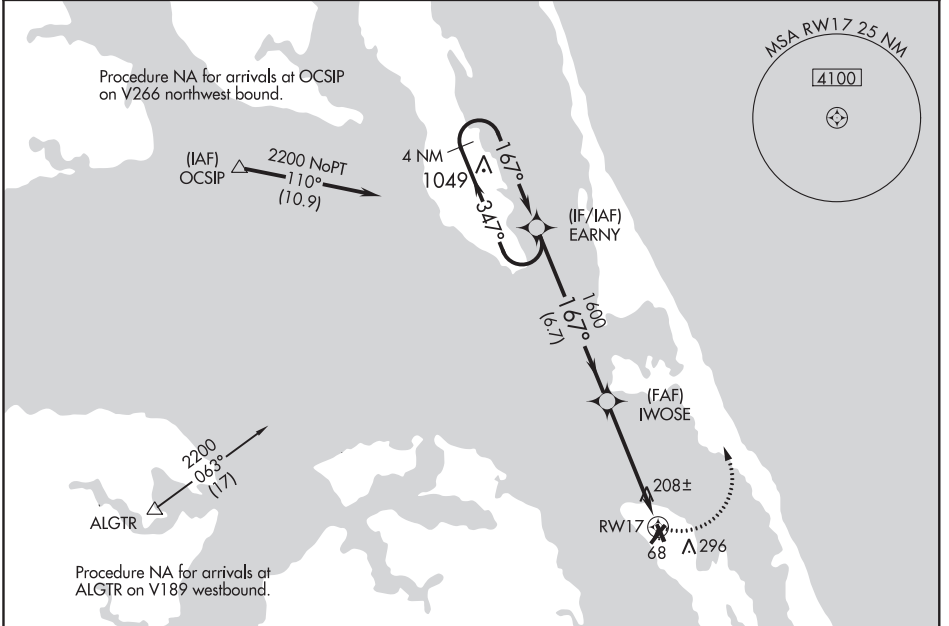 MSA RW17 25 NM
4100
Procedure NA for arrivals at OCSIP
on V266 northwest bound.
(IAF)
OCSIP
2200 NoPT
110°
(10.9)
4 NM
1049
167°
347°
(IF/IAF)
EARNY
1600
167°
(6.7)
(FAF)
IWOSE
2200
063°
(17)
ALGTR
208±
RW17
68
296
Procedure NA for arrivals at
ALGTR on V189 westbound.